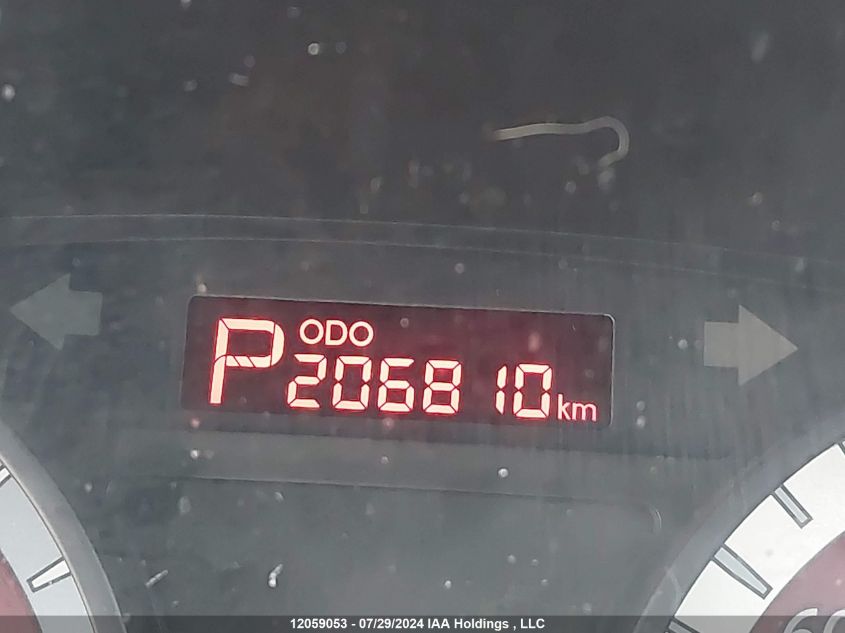 P ODO
206810 km
12059053 - 07/29/2024 IAA Holdings , LLC